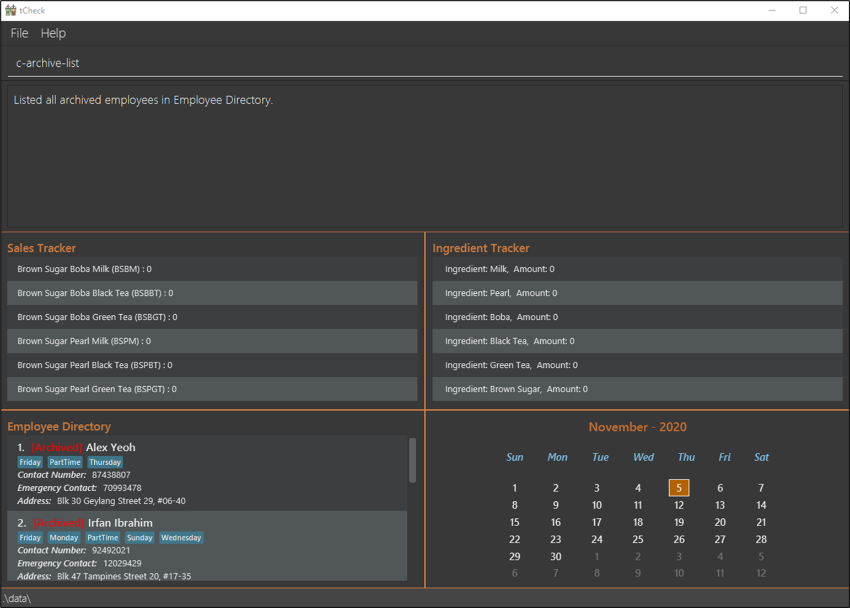 tCheck
File Help
c-archive-list
Listed all archived employees in Employee Directory.
Sales Tracker
Brown Sugar Boba Milk (BSBM) : 0
Brown Sugar Boba Black Tea (BSBBT) : 0
Brown Sugar Boba Green Tea (BSBGT) : 0
Brown Sugar Pearl Milk (BSPM) : 0
Brown Sugar Pearl Black Tea (BSPBT) : 0
Brown Sugar Pearl Green Tea (BSPGT) : 0
Ingredient Tracker
Ingredient: Milk, Amount: 0
Ingredient: Pearl, Amount: 0
Ingredient: Boba, Amount: 0
Ingredient: Black Tea, Amount: 0
Ingredient: Green Tea, Amount: 0
Ingredient: Brown Sugar, Amount: 0
Employee Directory
1. [Archived] Alex Yeoh
Friday PartTime Thursday
Contact Number: 87438807
Emergency Contact: 70993478
Address: Blk 30 Geylang Street 29, #06-40
2. [Archived] Irfan Ibrahim
Friday Monday PartTime Sunday Wednesday
Contact Number: 92492021
Emergency Contact: 12029429
Address: Blk 47 Tampines Street 20, #17-35
November - 2020
Sun Mon Tue Wed Thu Fri Sat
1 2 3 4 5 6 7
8 9 10 11 12 13 14
15 16 17 18 19 20 21
22 23 24 25 26 27 28
29 30 1 2 3 4 5
6 7 8 9 10 11 12
.\data\